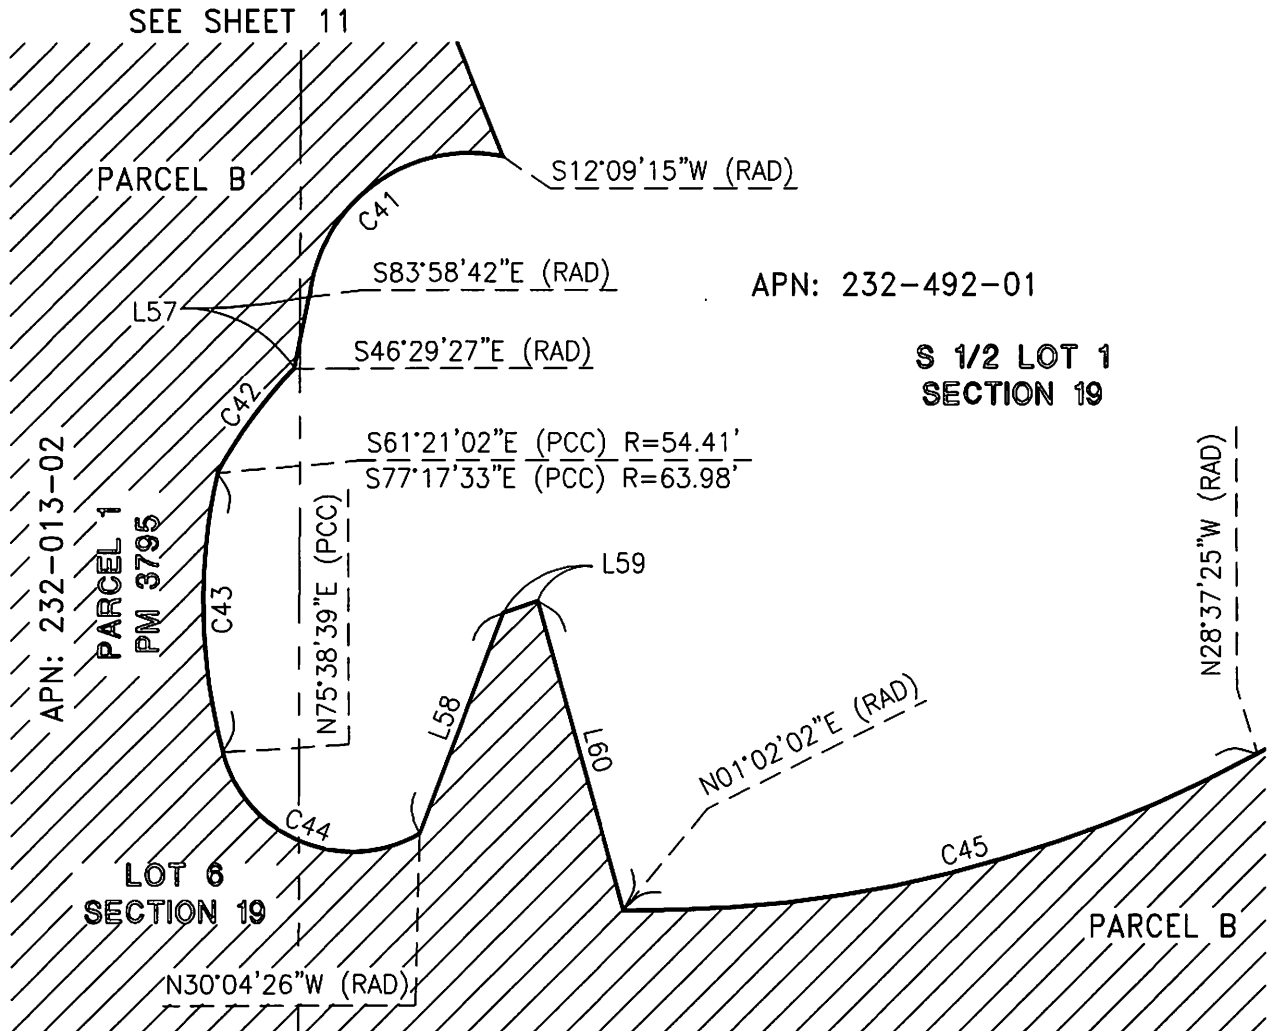 SEE SHEET 11
PARCEL B
S12°09'15"W (RAD)
C41
S83°58'42"E (RAD)
APN: 232-492-01
L57
S46°29'27"E (RAD)
S 1/2 LOT 1
SECTION 19
C42
S61°21'02"E (PCC) R=54.41'
S77°17'33"E (PCC) R=63.98'
APN: 232-013-02
PARCEL 1
PM 3795
N75°38'39"E (PCC)
N28°37'25"W (RAD)
L59
C43
L58
L60
N01°02'02"E (RAD)
C44
C45
LOT 6
SECTION 19
PARCEL B
N30°04'26"W (RAD)